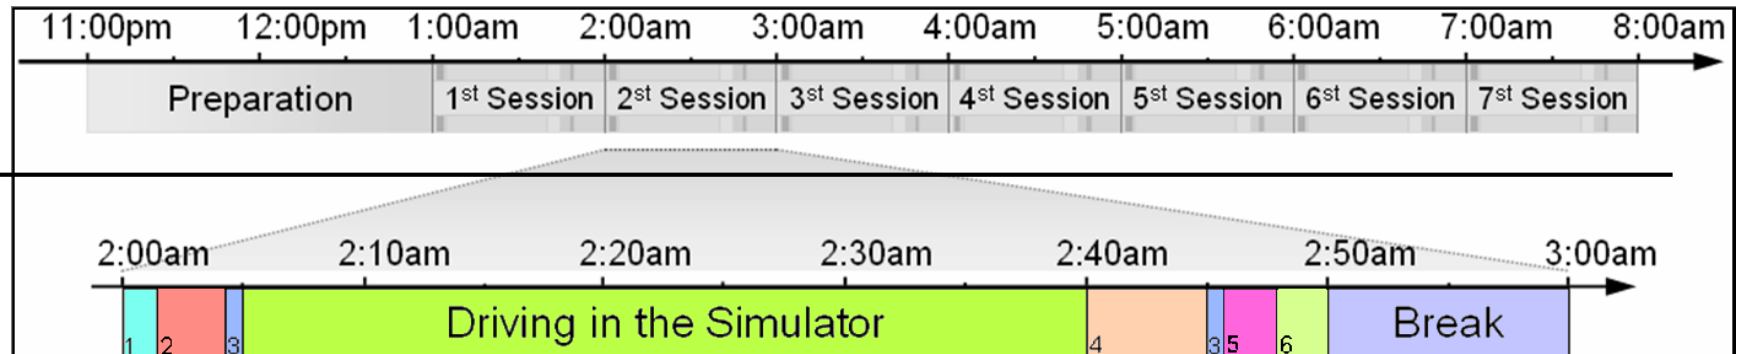 11:00pm 12:00pm 1:00am 2:00am 3:00am 4:00am 5:00am 6:00am 7:00am 8:00am
Preparation 1st Session 2st Session 3st Session 4st Session 5st Session 6st Session 7st Session
2:00am 2:10am 2:20am 2:30am 2:40am 2:50am 3:00am
Driving in the Simulator Break
1 2 3 4 3 5 6